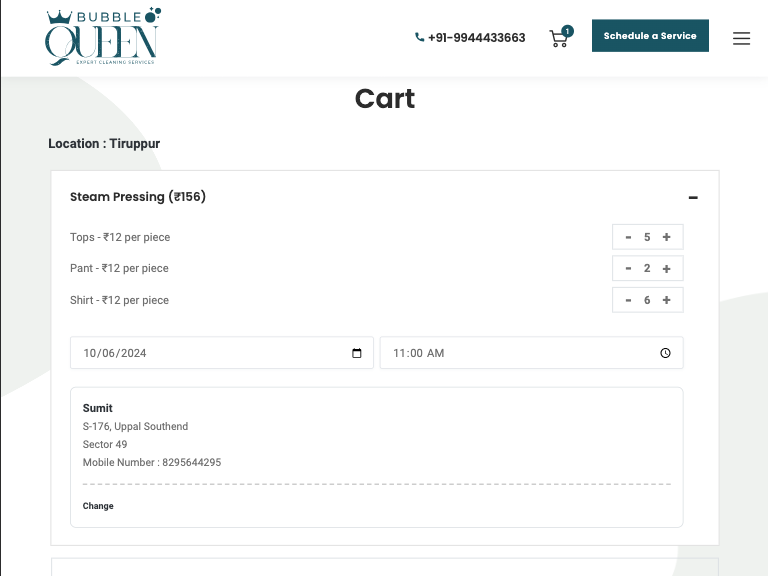 BUBBLE
QUEEN
EXPERT CLEANING SERVICES
+91-9944433663
1
Schedule a Service
Cart
Location : Tiruppur
Steam Pressing (₹156)
Tops - ₹12 per piece
- 5 +
Pant - ₹12 per piece
- 2 +
Shirt - ₹12 per piece
- 6 +
10/06/2024
11:00 AM
Sumit
S-176, Uppal Southend
Sector 49
Mobile Number : 8295644295
Change